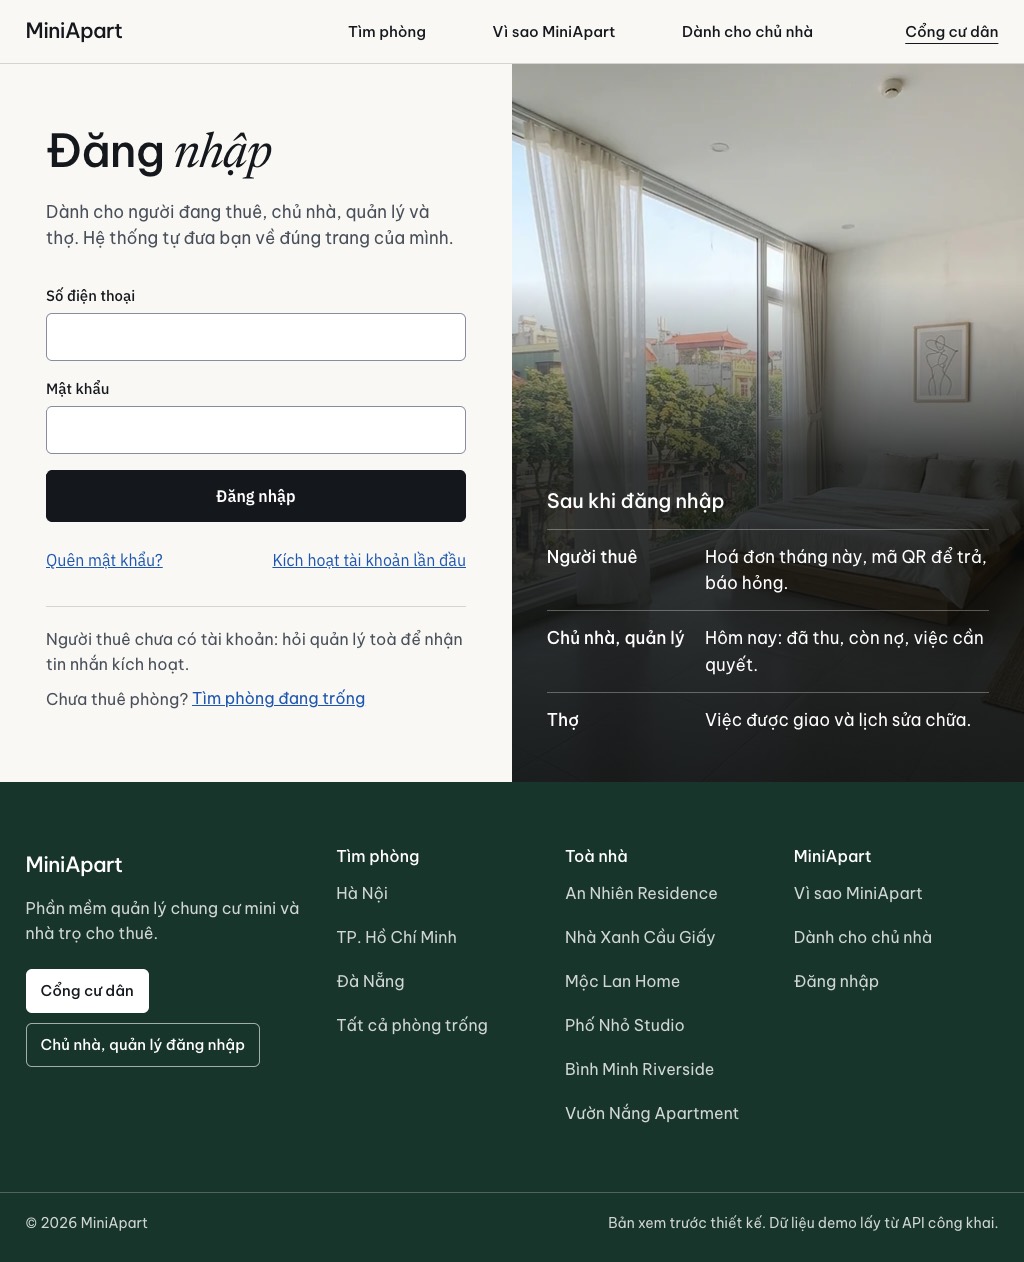 MiniApart
Tìm phòng
Vì sao MiniApart
Dành cho chủ nhà
Cổng cư dân
Đăng nhập
Dành cho người đang thuê, chủ nhà, quản lý và
thợ. Hệ thống tự đưa bạn về đúng trang của mình.
Số điện thoại
Mật khẩu
Đăng nhập
Quên mật khẩu?
Kích hoạt tài khoản lần đầu
Người thuê chưa có tài khoản: hỏi quản lý toà để nhận
tin nhắn kích hoạt.
Chưa thuê phòng? Tìm phòng đang trống
Sau khi đăng nhập
Người thuê
Hoá đơn tháng này, mã QR để trả,
báo hỏng.
Chủ nhà, quản lý
Hôm nay: đã thu, còn nợ, việc cần
quyết.
Thợ
Việc được giao và lịch sửa chữa.
MiniApart
Phần mềm quản lý chung cư mini và
nhà trọ cho thuê.
Cổng cư dân
Chủ nhà, quản lý đăng nhập
Tìm phòng
Hà Nội
TP. Hồ Chí Minh
Đà Nẵng
Tất cả phòng trống
Toà nhà
An Nhiên Residence
Nhà Xanh Cầu Giấy
Mộc Lan Home
Phố Nhỏ Studio
Bình Minh Riverside
Vườn Nắng Apartment
MiniApart
Vì sao MiniApart
Dành cho chủ nhà
Đăng nhập
© 2026 MiniApart
Bản xem trước thiết kế. Dữ liệu demo lấy từ API công khai.